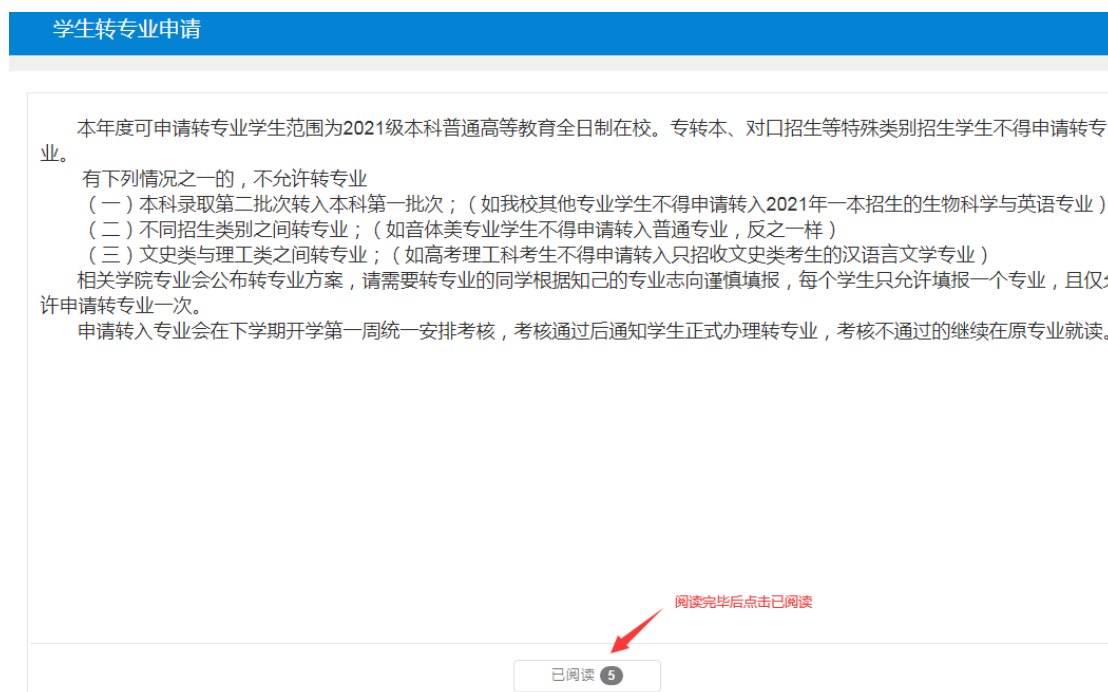 学生转专业申请
本年度可申请转专业学生范围为2021级本科普通高等教育全日制在校。专转本、对口招生等特殊类别招生学生不得申请转专
业。
有下列情况之一的，不允许转专业
（一）本科录取第二批次转入本科第一批次；（如我校其他专业学生不得申请转入2021年一本招生的生物科学与英语专业）
（二）不同招生类别之间转专业；（如音体美专业学生不得申请转入普通专业，反之一样）
（三）文史类与理工类之间转专业；（如高考理工科考生不得申请转入只招收文史类考生的汉语言文学专业）
相关学院专业会公布转专业方案，请需要转专业的同学根据知己的专业志向谨慎填报，每个学生只允许填报一个专业，且仅允
许申请转专业一次。
申请转入专业会在下学期开学第一周统一安排考核，考核通过后通知学生正式办理转专业，考核不通过的继续在原专业就读。
阅读完毕后点击已阅读
已阅读 5